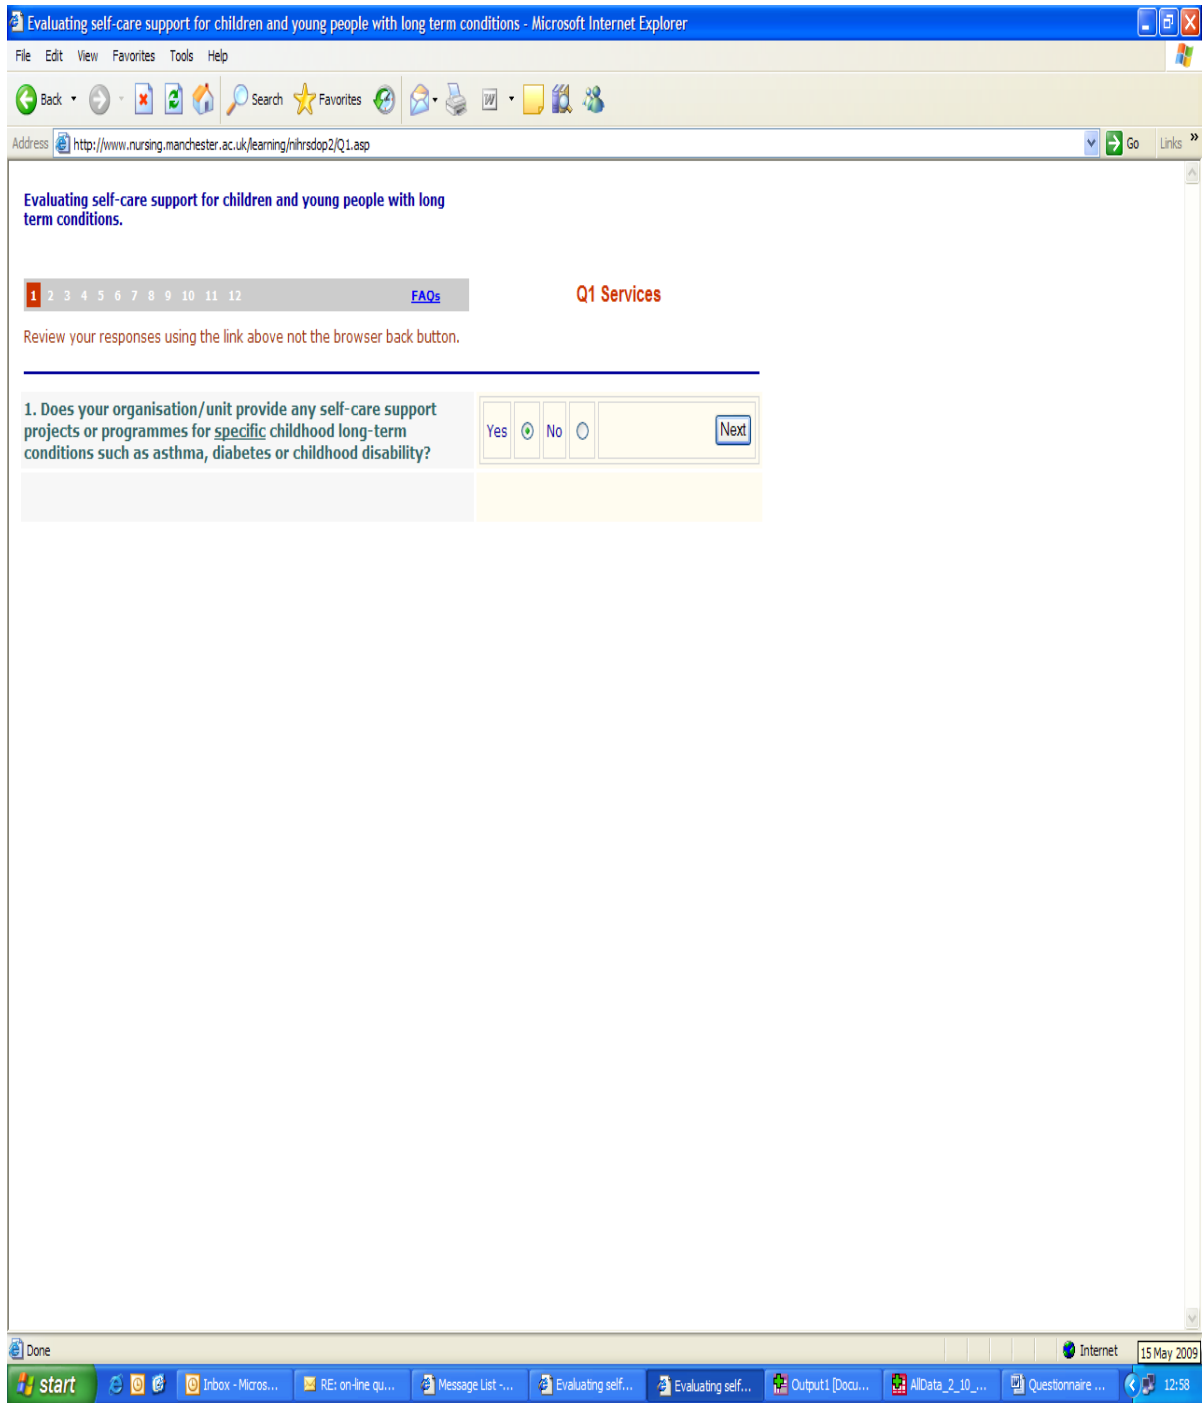 Evaluating self-care support for children and young people with long term conditions - Microsoft Internet Explorer
File Edit View Favorites Tools Help
Back Search Favorites
Address http://www.nursing.manchester.ac.uk/learning/nihrsdop2/Q1.asp Go Links »
Evaluating self-care support for children and young people with long
term conditions.
1 2 3 4 5 6 7 8 9 10 11 12 FAQs Q1 Services
Review your responses using the link above not the browser back button.
1. Does your organisation/unit provide any self-care support
projects or programmes for specific childhood long-term
conditions such as asthma, diabetes or childhood disability?
Yes No Next
Done Internet 15 May 2009
start Inbox - Micros... RE: on-line qu... Message List -... Evaluating self... Evaluating self... Output1 [Docu... AllData_2_10_... Questionnaire ... 12:58